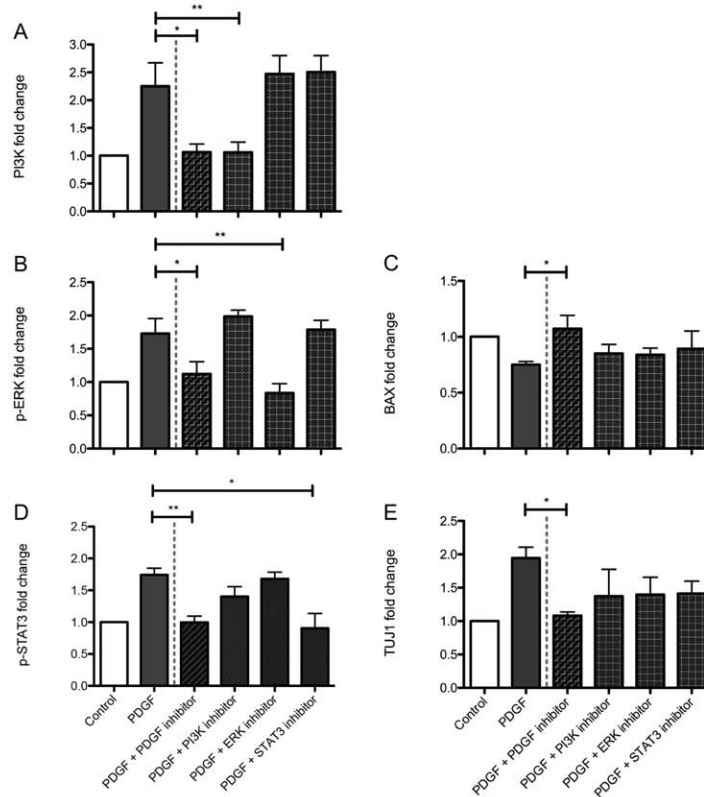 A
PI3K fold change
3.0
2.5
2.0
1.5
1.0
0.5
0.0
*
**
B
p-ERK fold change
2.5
2.0
1.5
1.0
0.5
0.0
*
**
C
BAX fold change
1.5
1.0
0.5
0.0
*
D
p-STAT3 fold change
2.5
2.0
1.5
1.0
0.5
0.0
**
*
Control
PDGF
PDGF + PDGF inhibitor
PDGF + PI3K inhibitor
PDGF + ERK inhibitor
PDGF + STAT3 inhibitor
E
TUJ1 fold change
2.5
2.0
1.5
1.0
0.5
0.0
*
Control
PDGF
PDGF + PDGF inhibitor
PDGF + PI3K inhibitor
PDGF + ERK inhibitor
PDGF + STAT3 inhibitor